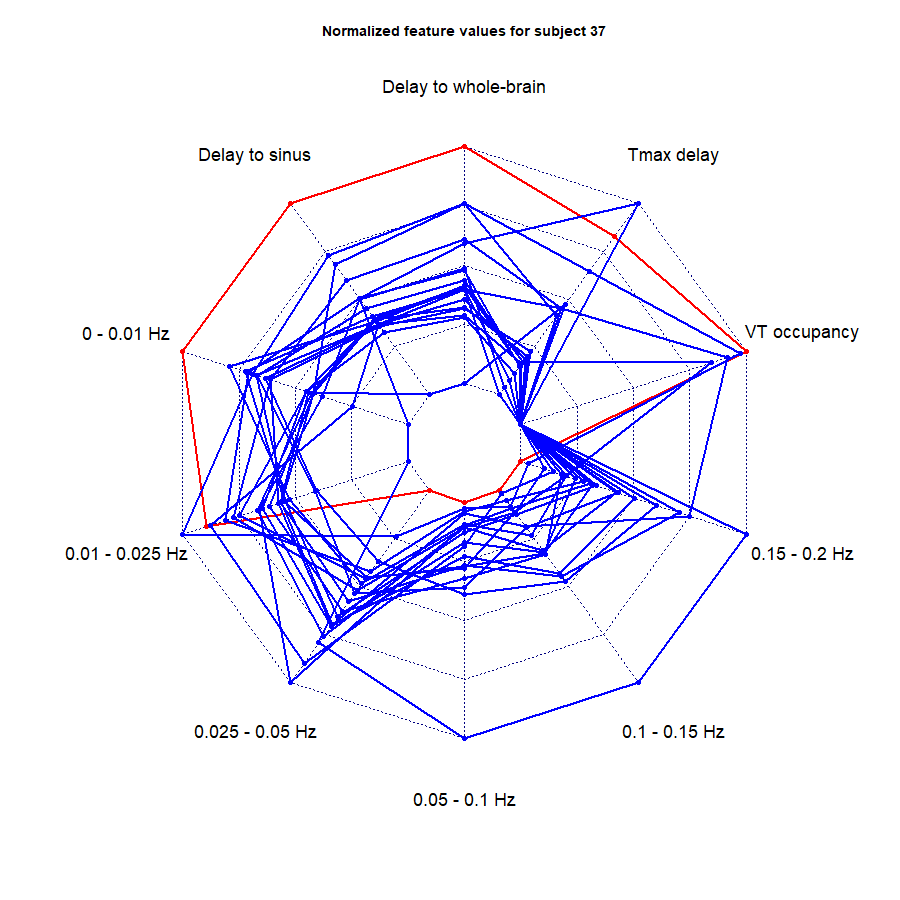 Normalized feature values for subject 37
Delay to whole-brain
Delay to sinus
Tmax delay
0 - 0.01 Hz
VT occupancy
0.01 - 0.025 Hz
0.15 - 0.2 Hz
0.025 - 0.05 Hz
0.1 - 0.15 Hz
0.05 - 0.1 Hz